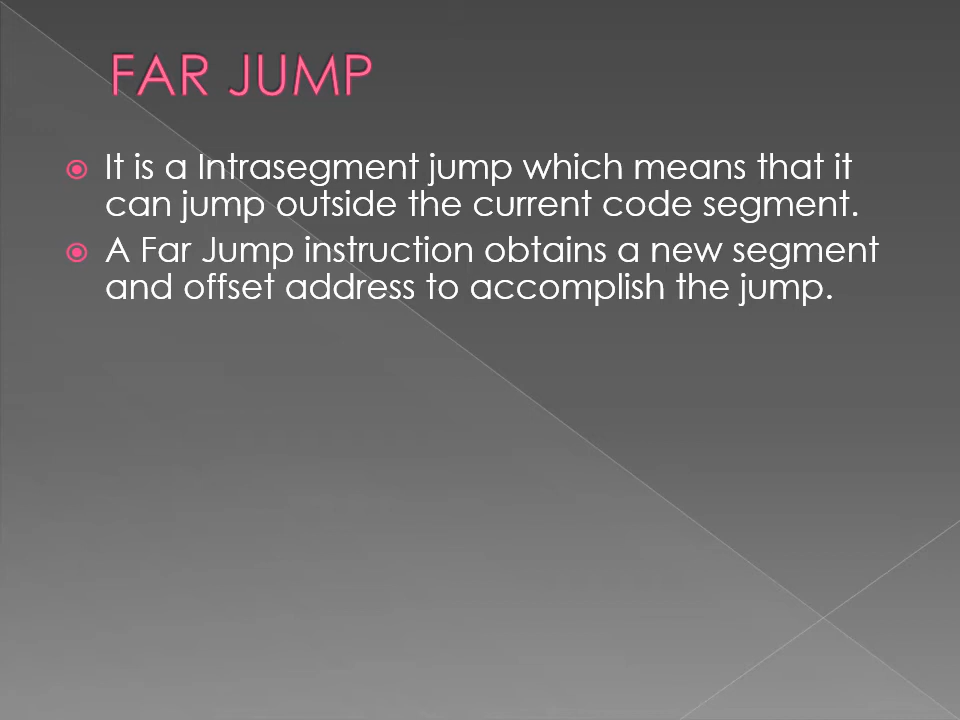 FAR JUMP
It is a Intrasegment jump which means that it
can jump outside the current code segment.
A Far Jump instruction obtains a new segment
and offset address to accomplish the jump.